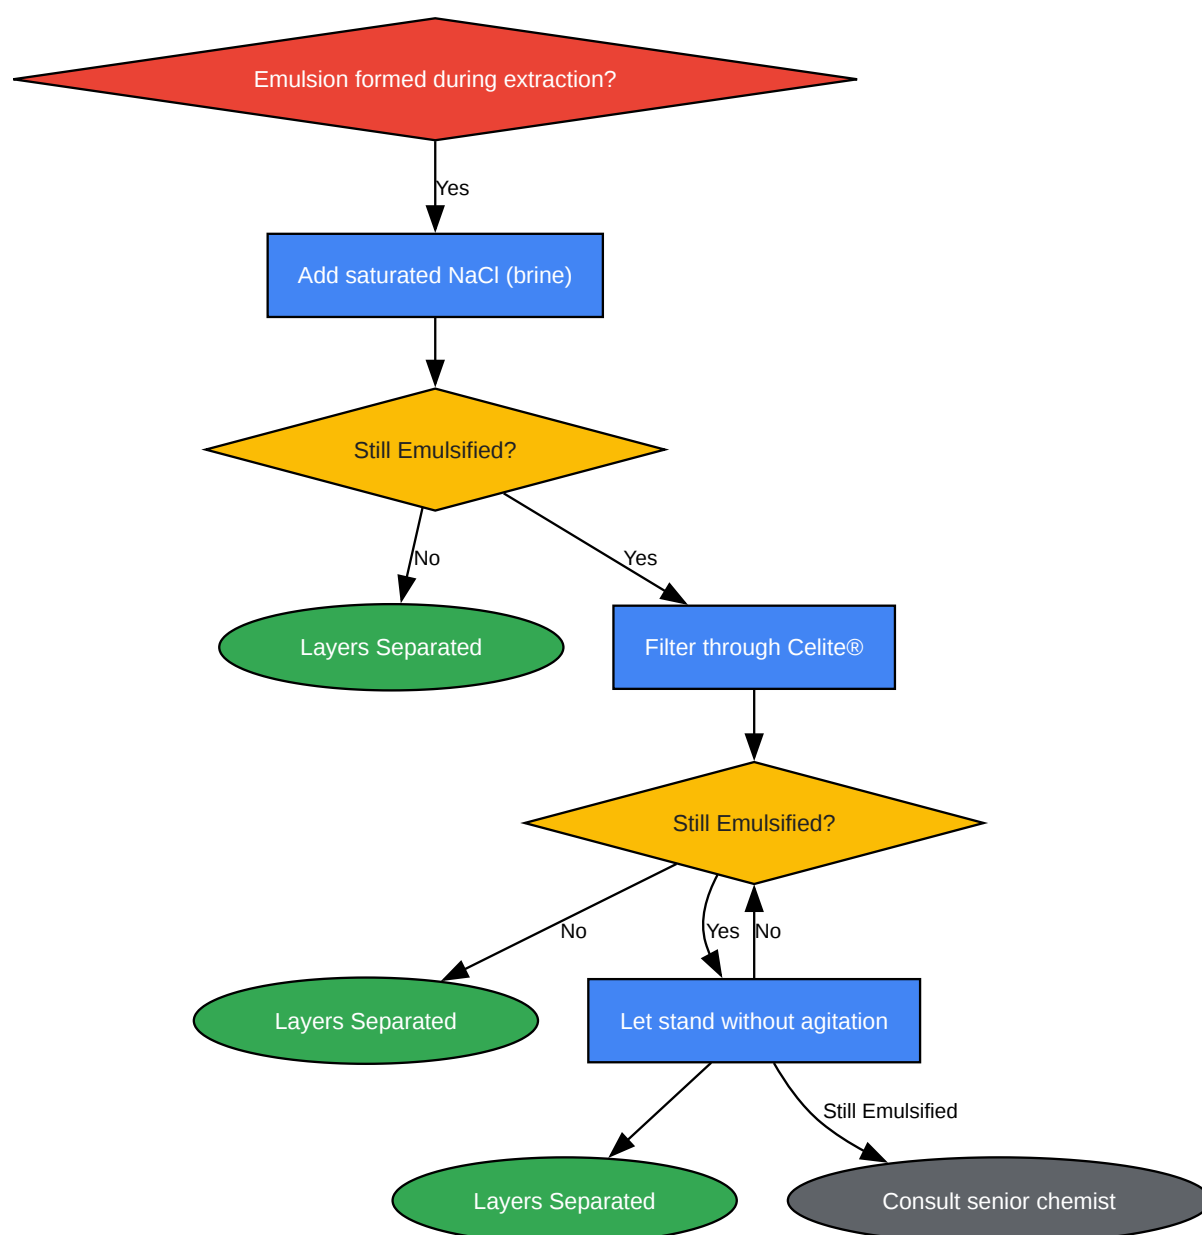 Emulsion formed during extraction?
Yes
Add saturated NaCl (brine)
Still Emulsified?
No
Yes
Layers Separated
Filter through Celite®
Still Emulsified?
No
Yes
No
Layers Separated
Let stand without agitation
Still Emulsified
Layers Separated
Consult senior chemist